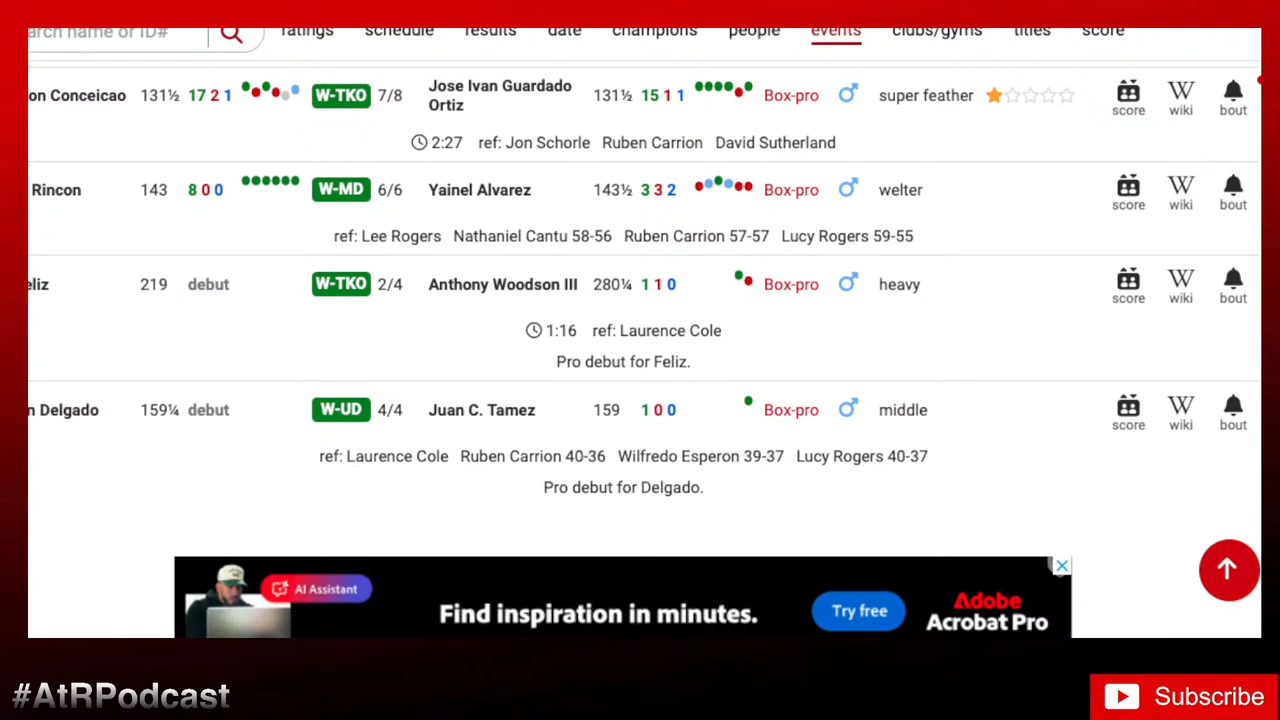 arch name or ID# ratings schedule results date champions people events clubs/gyms titles score
on Conceicao 131½ 17 2 1 W-TKO 7/8 Jose Ivan Guardado Ortiz 131½ 15 1 1 Box-pro super feather score wiki bout
2:27 ref: Jon Schorle Ruben Carrion David Sutherland
Rincon 143 8 0 0 W-MD 6/6 Yainel Alvarez 143½ 3 3 2 Box-pro welter score wiki bout
ref: Lee Rogers Nathaniel Cantu 58-56 Ruben Carrion 57-57 Lucy Rogers 59-55
eliz 219 debut W-TKO 2/4 Anthony Woodson III 280¼ 1 1 0 Box-pro heavy score wiki bout
1:16 ref: Laurence Cole
Pro debut for Feliz.
n Delgado 159¼ debut W-UD 4/4 Juan C. Tamez 159 1 0 0 Box-pro middle score wiki bout
ref: Laurence Cole Ruben Carrion 40-36 Wilfredo Esperon 39-37 Lucy Rogers 40-37
Pro debut for Delgado.
AI Assistant
Find inspiration in minutes.
Try free
Adobe
Acrobat Pro
#AtRPodcast
Subscribe